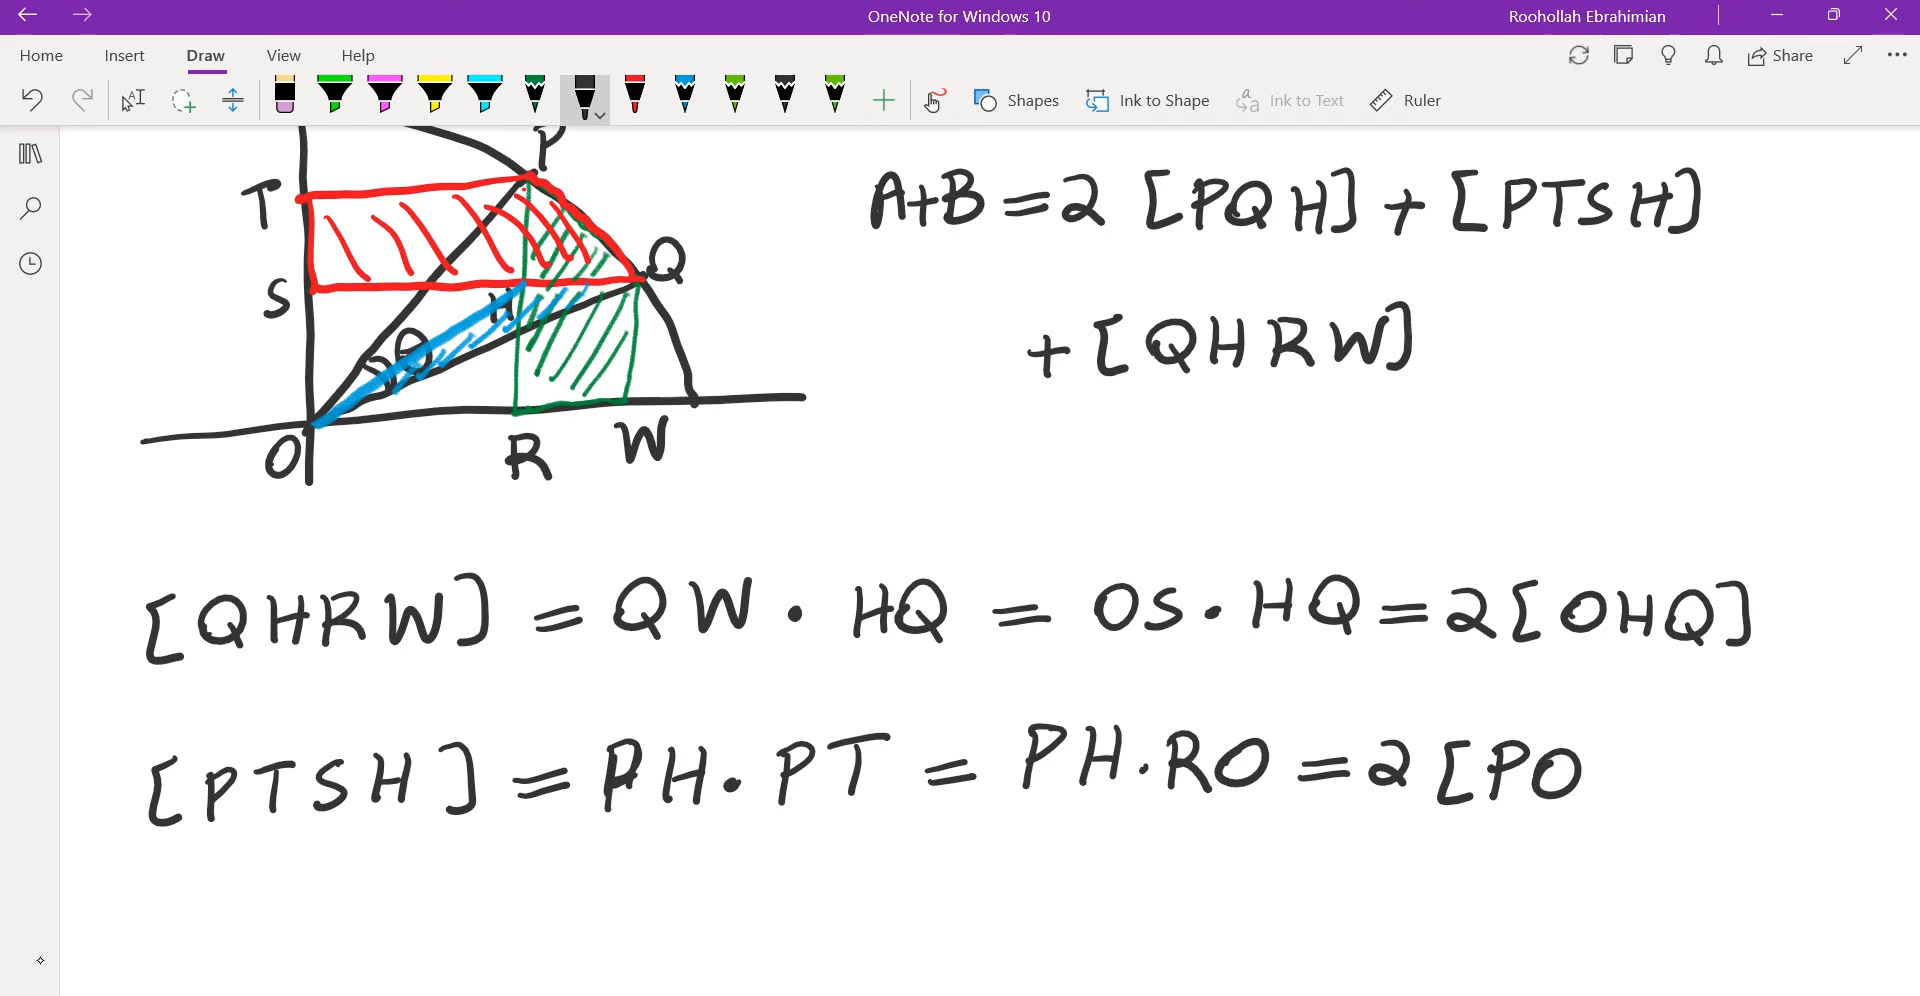 OneNote for Windows 10
Roohollah Ebrahimian
Home Insert Draw View Help
Share
Shapes Ink to Shape Ink to Text Ruler
P
T
S
H
Q
θ
O
R
W
A+B = 2 [PQH] + [PTSH]
+ [QHRW]
[QHRW] = QW · HQ = OS · HQ = 2[OHQ]
[PTSH] = PH · PT = PH · RO = 2 [PO